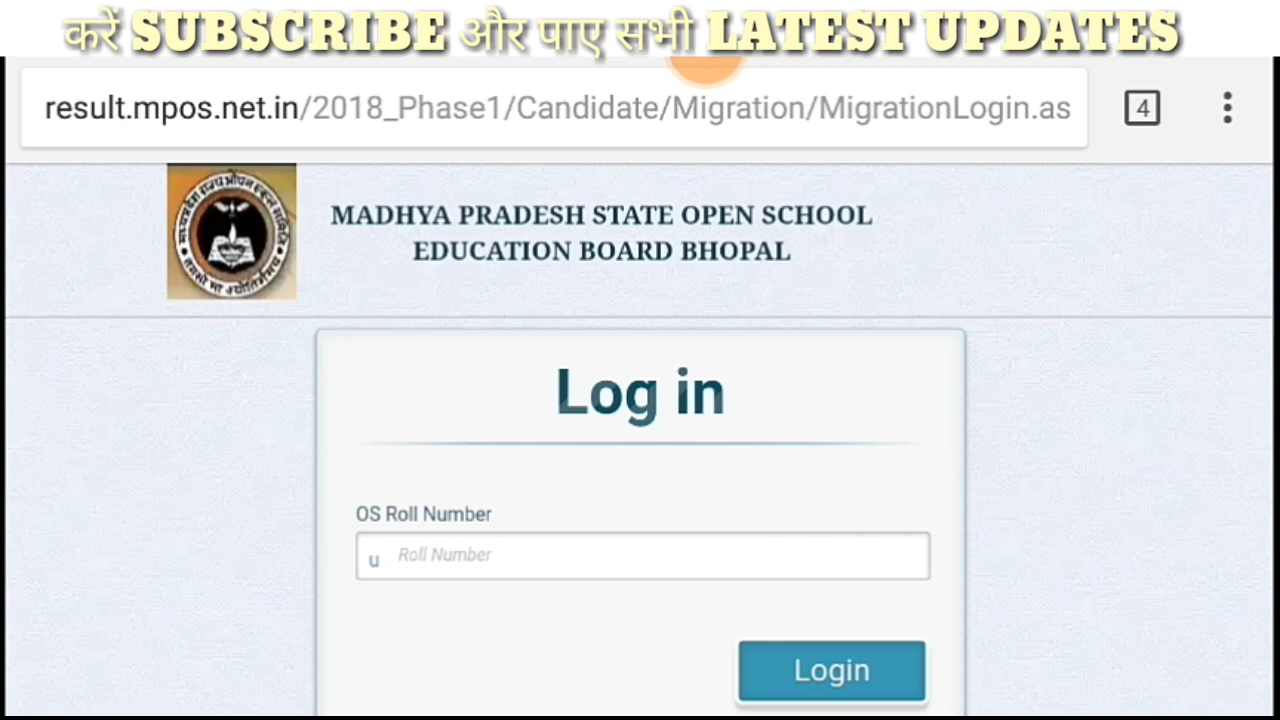 करें SUBSCRIBE और पाए सभी LATEST UPDATES
result.mpos.net.in/2018_Phase1/Candidate/Migration/MigrationLogin.as
4
MADHYA PRADESH STATE OPEN SCHOOL
EDUCATION BOARD BHOPAL
Log in
OS Roll Number
u Roll Number
Login